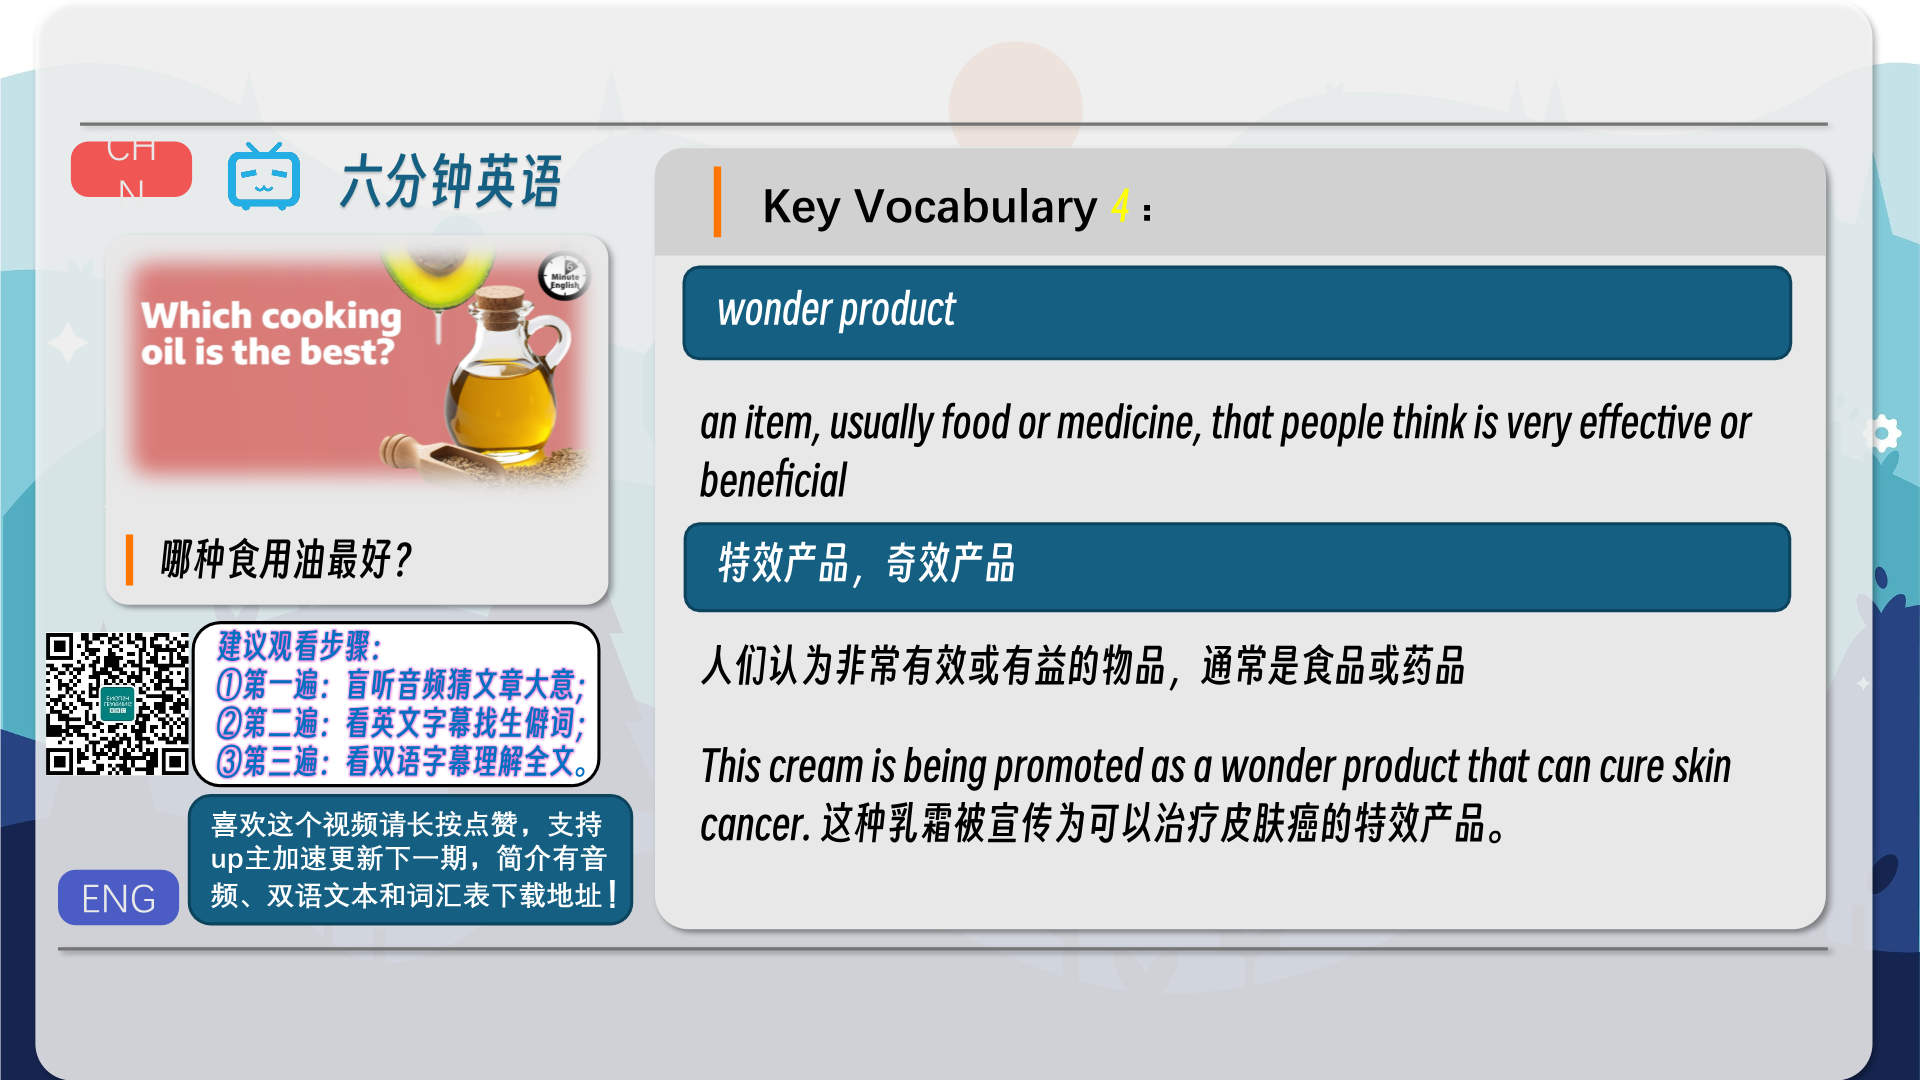 CH
N
六分钟英语
Which cooking
oil is the best?
6
Minute
English
哪种食用油最好？
建议观看步骤：
①第一遍：盲听音频猜文章大意；
②第二遍：看英文字幕找生僻词；
③第三遍：看双语字幕理解全文。
喜欢这个视频请长按点赞，支持
up主加速更新下一期，简介有音
频、双语文本和词汇表下载地址！
ENG
Key Vocabulary 4：
wonder product
an item, usually food or medicine, that people think is very effective or
beneficial
特效产品，奇效产品
人们认为非常有效或有益的物品，通常是食品或药品
This cream is being promoted as a wonder product that can cure skin
cancer. 这种乳霜被宣传为可以治疗皮肤癌的特效产品。